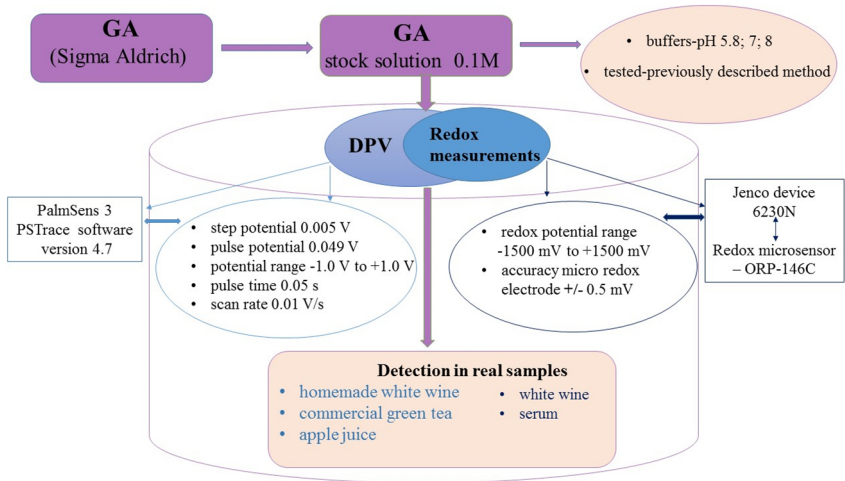 GA
(Sigma Aldrich)
GA
stock solution 0.1M
• buffers-pH 5.8; 7; 8
• tested-previously described method
DPV
Redox
measurements
PalmSens 3
PSTrace software
version 4.7
• step potential 0.005 V
• pulse potential 0.049 V
• potential range -1.0 V to +1.0 V
• pulse time 0.05 s
• scan rate 0.01 V/s
• redox potential range
-1500 mV to +1500 mV
• accuracy micro redox
electrode +/- 0.5 mV
Jenco device
6230N
Redox microsensor
– ORP-146C
Detection in real samples
• homemade white wine
• commercial green tea
• apple juice
• white wine
• serum